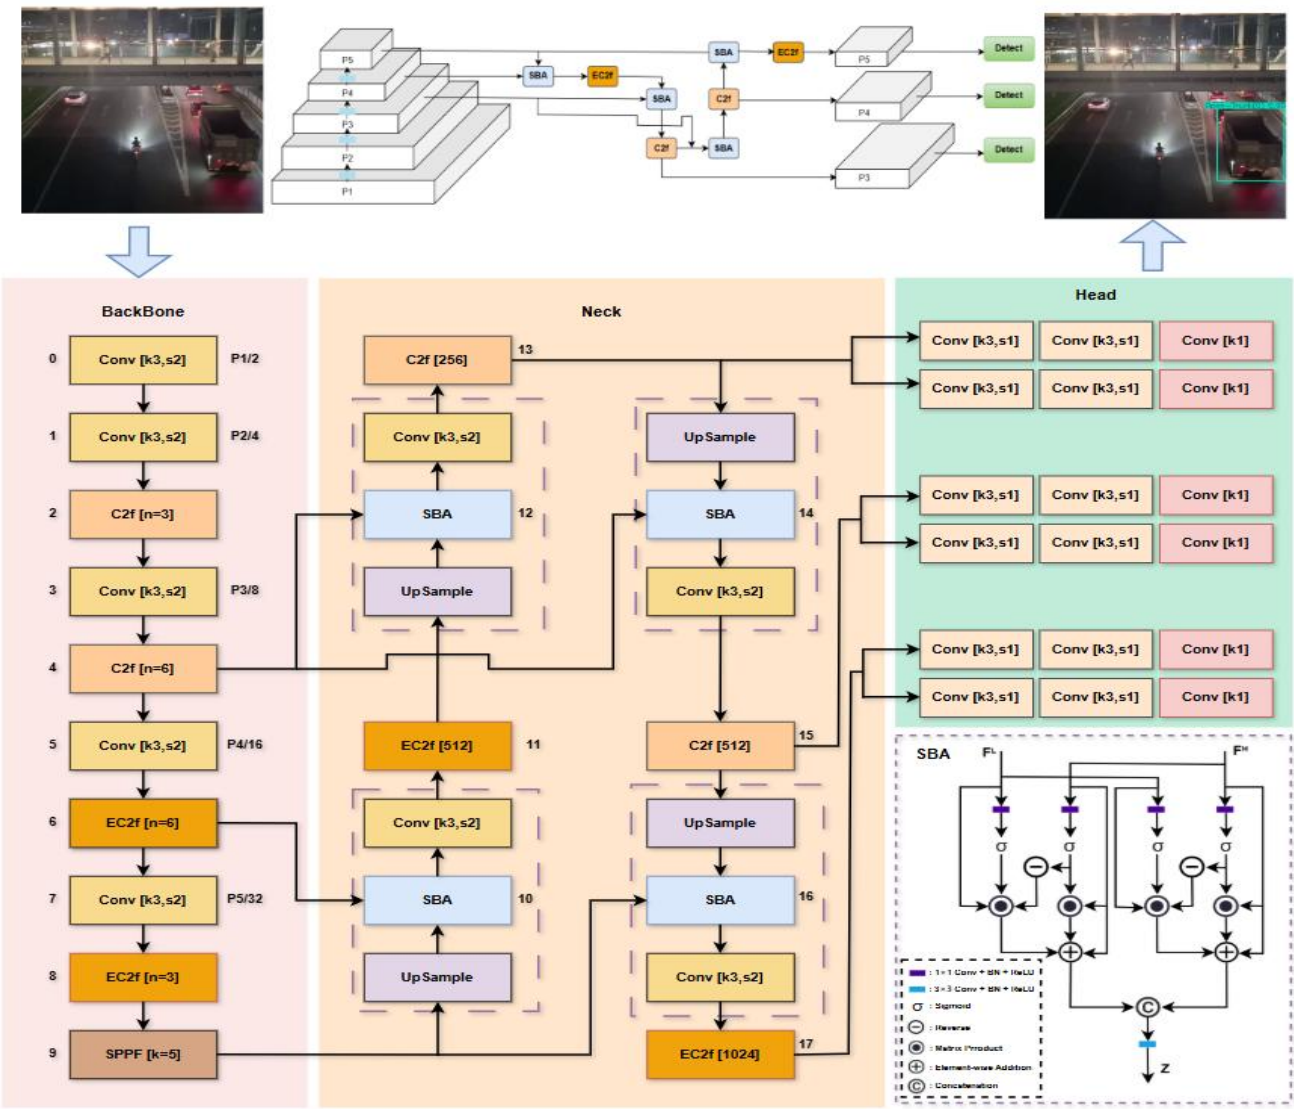 P5
P4
P3
P2
P1
SBA
EC2f
SBA
C2f
SBA
C2f
SBA
EC2f
P5
P4
P3
Detect
Detect
Detect
BackBone
0
Conv [k3,s2]
P1/2
1
Conv [k3,s2]
P2/4
2
C2f [n=3]
3
Conv [k3,s2]
P3/8
4
C2f [n=6]
5
Conv [k3,s2]
P4/16
6
EC2f [n=6]
7
Conv [k3,s2]
P5/32
8
EC2f [n=3]
9
SPPF [k=5]
Neck
C2f [256]
13
Conv [k3,s2]
SBA
12
UpSample
EC2f [512]
11
Conv [k3,s2]
SBA
10
UpSample
UpSample
SBA
14
Conv [k3,s2]
C2f [512]
15
UpSample
SBA
16
Conv [k3,s2]
EC2f [1024]
17
Head
Conv [k3,s1] Conv [k3,s1] Conv [k1]
Conv [k3,s1] Conv [k3,s1] Conv [k1]
Conv [k3,s1] Conv [k3,s1] Conv [k1]
Conv [k3,s1] Conv [k3,s1] Conv [k1]
Conv [k3,s1] Conv [k3,s1] Conv [k1]
Conv [k3,s1] Conv [k3,s1] Conv [k1]
SBA
Fᴸ
Fᴴ
σ σ σ σ
C
Z
: 1×1 Conv + BN + ReLU
: 3×3 Conv + BN + ReLU
σ : Sigmoid
: Reverse
: Matrix Prroduct
: Element-wise Addition
C : Concatenation